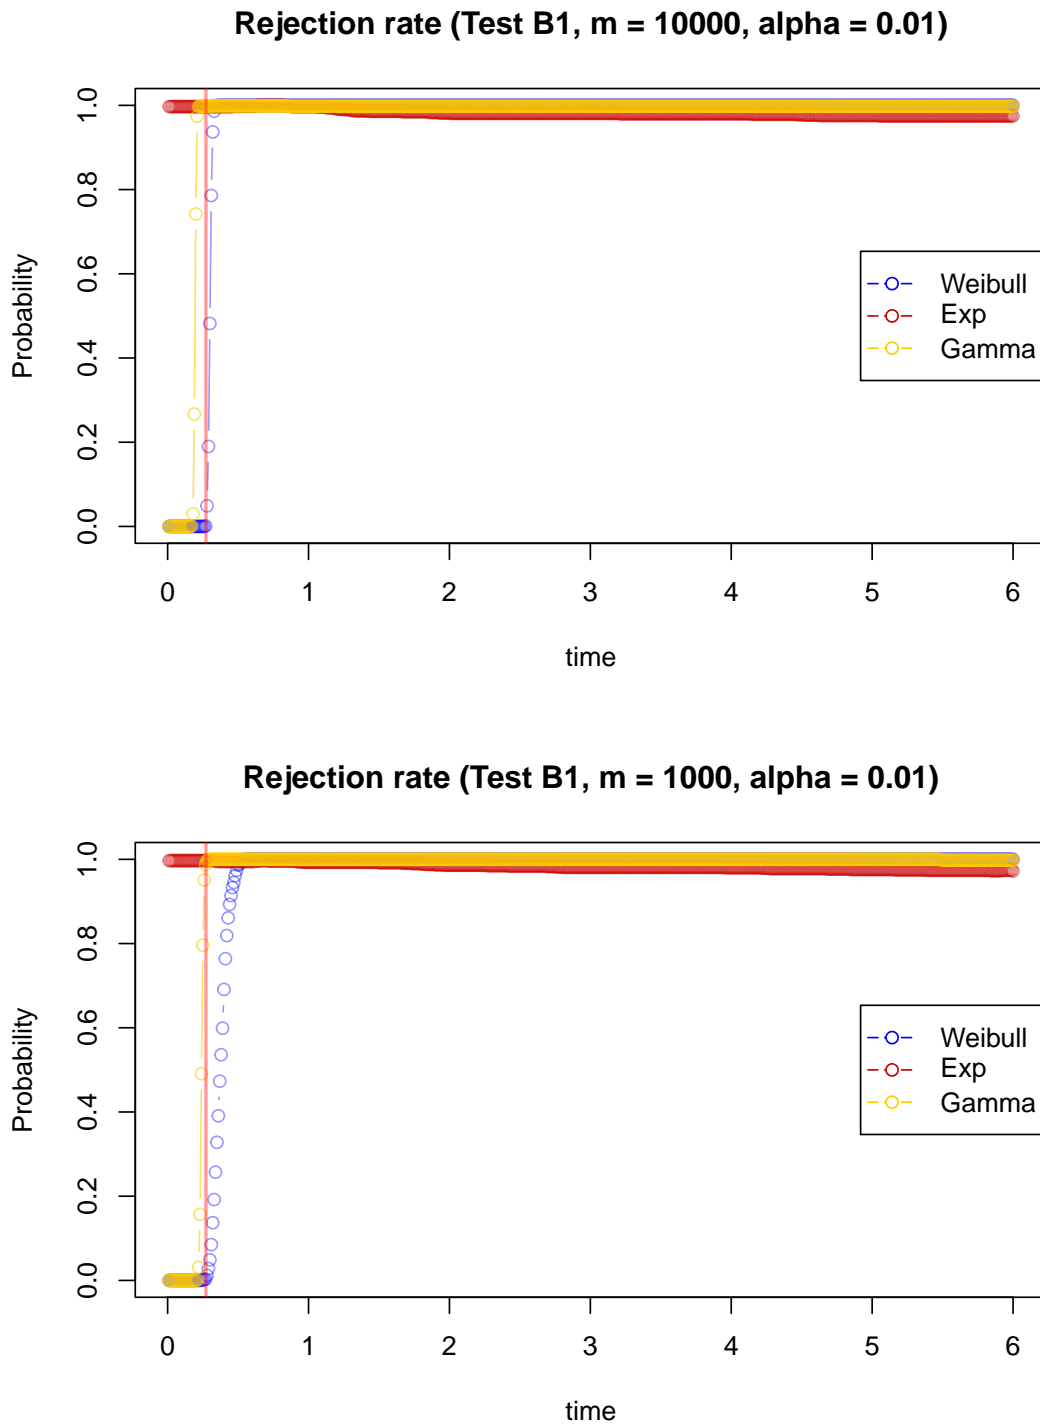 Rejection rate (Test B1, m = 10000, alpha = 0.01)
1.0
0.8
0.6
0.4
0.2
0.0
Probability
Weibull
Exp
Gamma
0 1 2 3 4 5 6
time
Rejection rate (Test B1, m = 1000, alpha = 0.01)
1.0
0.8
0.6
0.4
0.2
0.0
Probability
Weibull
Exp
Gamma
0 1 2 3 4 5 6
time